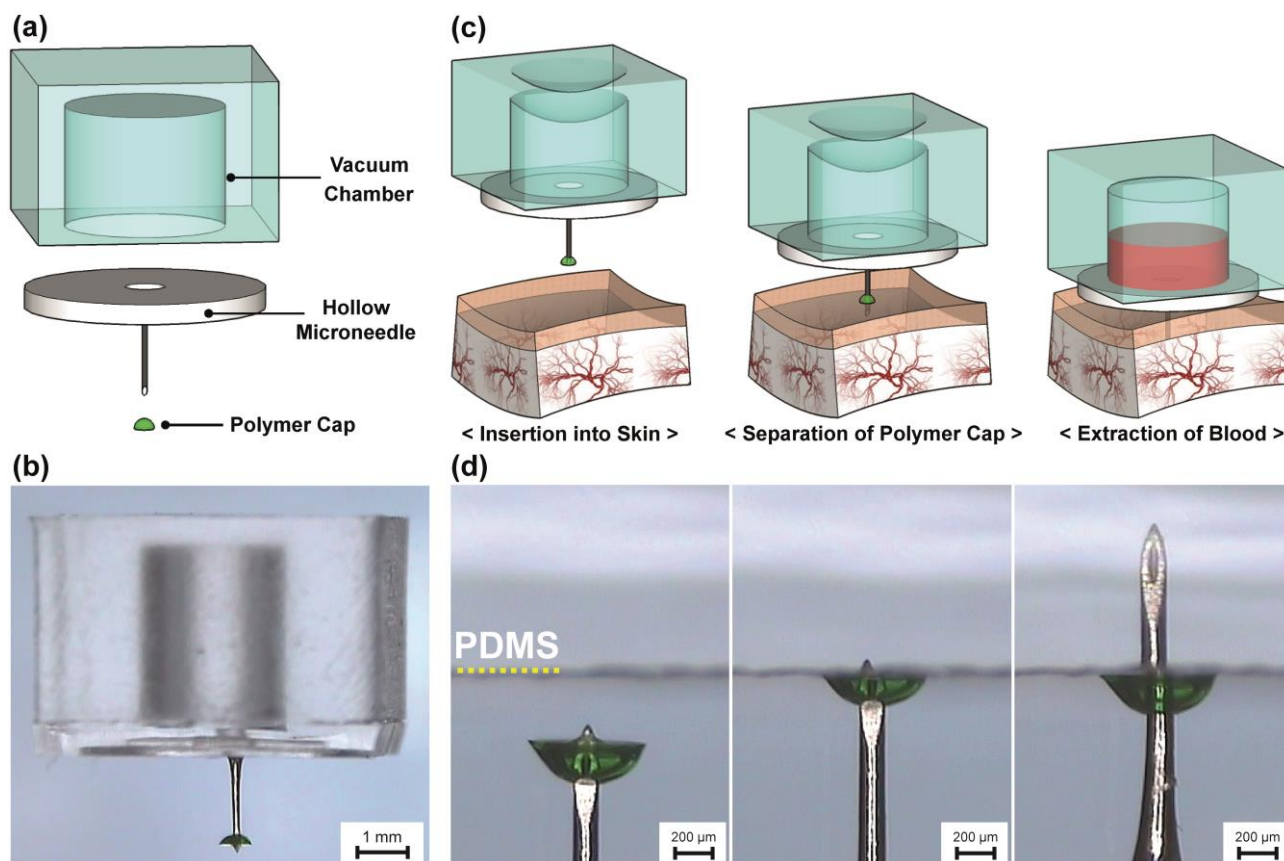 (a)
Vacuum
Chamber
Hollow
Microneedle
Polymer Cap
(b)
1 mm
(c)
< Insertion into Skin >
< Separation of Polymer Cap >
< Extraction of Blood >
(d)
PDMS
200 µm
200 µm
200 µm